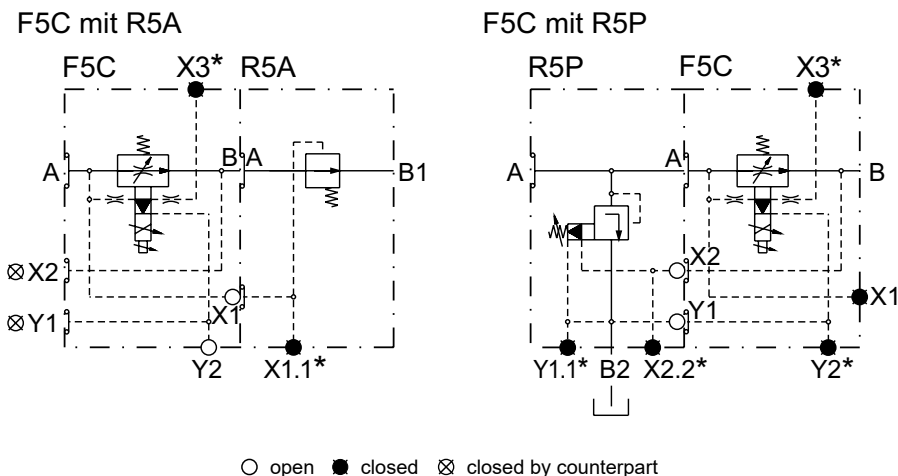 F5C mit R5A
F5C mit R5P
F5C X3* R5A
R5P F5C X3*
A B A B1
A A B
X2
X2
X1
X1
Y1
Y1
Y2 X1.1*
Y1.1* B2 X2.2* Y2*
open closed closed by counterpart